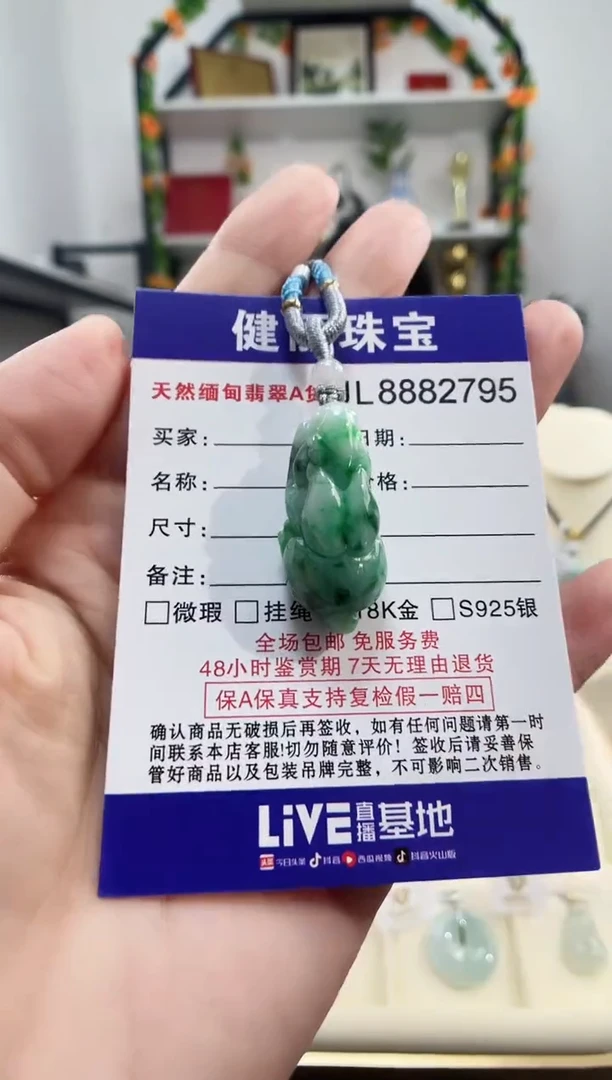 健 珠宝
天然缅甸翡翠A货 JL8882795
买家: 日期:
名称: 格:
尺寸:
备注:
□微瑕 □挂绳 18K金 □S925银
全场包邮 免服务费
48小时鉴赏期 7天无理由退货
保A保真支持复检假一赔四
确认商品无破损后再签收，如有任何问题请第一时
间联系本店客服!切勿随意评价! 签收后请妥善保
管好商品以及包装吊牌完整，不可影响二次销售。
LIVE直播基地
头条 今日头条 抖音 西瓜视频 抖音火山版